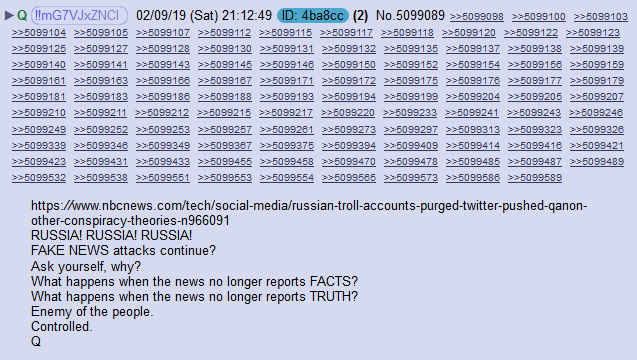 ▶ Q !!mG7VJxZNCI 02/09/19 (Sat) 21:12:49 ID: 4ba8cc (2) No.5099089 >>5099098 >>5099100 >>5099103
>>5099104 >>5099105 >>5099107 >>5099112 >>5099115 >>5099117 >>5099118 >>5099120 >>5099122 >>5099123
>>5099125 >>5099127 >>5099128 >>5099130 >>5099131 >>5099132 >>5099135 >>5099137 >>5099138 >>5099139
>>5099140 >>5099141 >>5099143 >>5099145 >>5099146 >>5099150 >>5099152 >>5099154 >>5099156 >>5099159
>>5099161 >>5099163 >>5099166 >>5099167 >>5099171 >>5099172 >>5099175 >>5099176 >>5099177 >>5099179
>>5099181 >>5099183 >>5099186 >>5099188 >>5099193 >>5099194 >>5099199 >>5099204 >>5099205 >>5099207
>>5099210 >>5099211 >>5099212 >>5099215 >>5099217 >>5099220 >>5099233 >>5099241 >>5099243 >>5099246
>>5099249 >>5099252 >>5099253 >>5099257 >>5099261 >>5099273 >>5099297 >>5099313 >>5099323 >>5099326
>>5099339 >>5099346 >>5099349 >>5099367 >>5099375 >>5099394 >>5099409 >>5099414 >>5099416 >>5099421
>>5099423 >>5099431 >>5099433 >>5099455 >>5099458 >>5099470 >>5099478 >>5099485 >>5099487 >>5099489
>>5099532 >>5099538 >>5099551 >>5099553 >>5099554 >>5099565 >>5099573 >>5099586 >>5099589
https://www.nbcnews.com/tech/social-media/russian-troll-accounts-purged-twitter-pushed-qanon-
other-conspiracy-theories-n966091
RUSSIA! RUSSIA! RUSSIA!
FAKE NEWS attacks continue?
Ask yourself, why?
What happens when the news no longer reports FACTS?
What happens when the news no longer reports TRUTH?
Enemy of the people.
Controlled.
Q